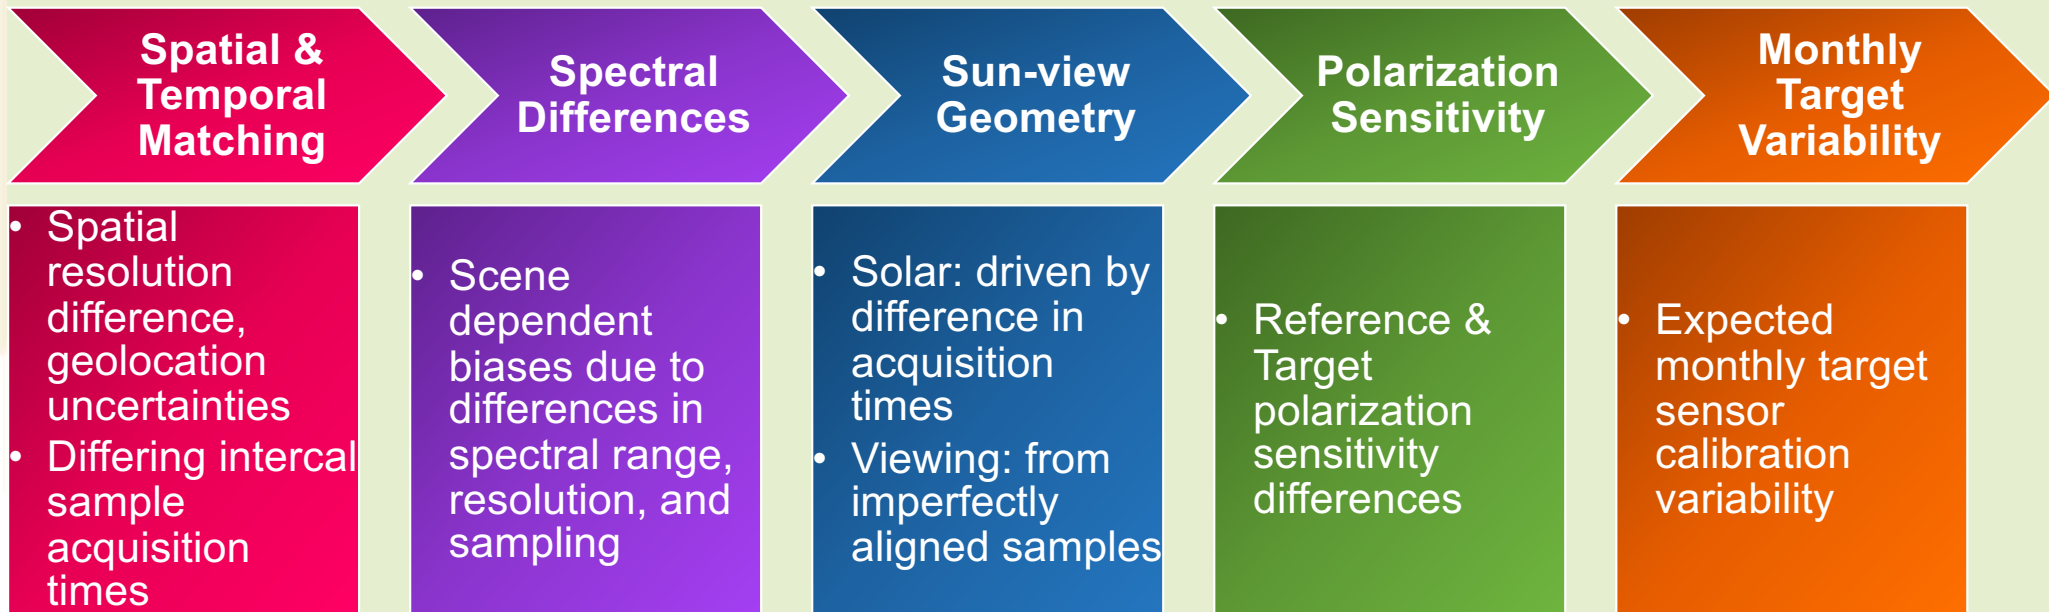 Spatial &
Temporal
Matching
Spectral
Differences
Sun-view
Geometry
Polarization
Sensitivity
Monthly
Target
Variability
• Spatial
resolution
difference,
geolocation
uncertainties
• Differing intercal
sample
acquisition
times
• Scene
dependent
biases due to
differences in
spectral range,
resolution, and
sampling
• Solar: driven by
difference in
acquisition
times
• Viewing: from
imperfectly
aligned samples
• Reference &
Target
polarization
sensitivity
differences
• Expected
monthly target
sensor
calibration
variability